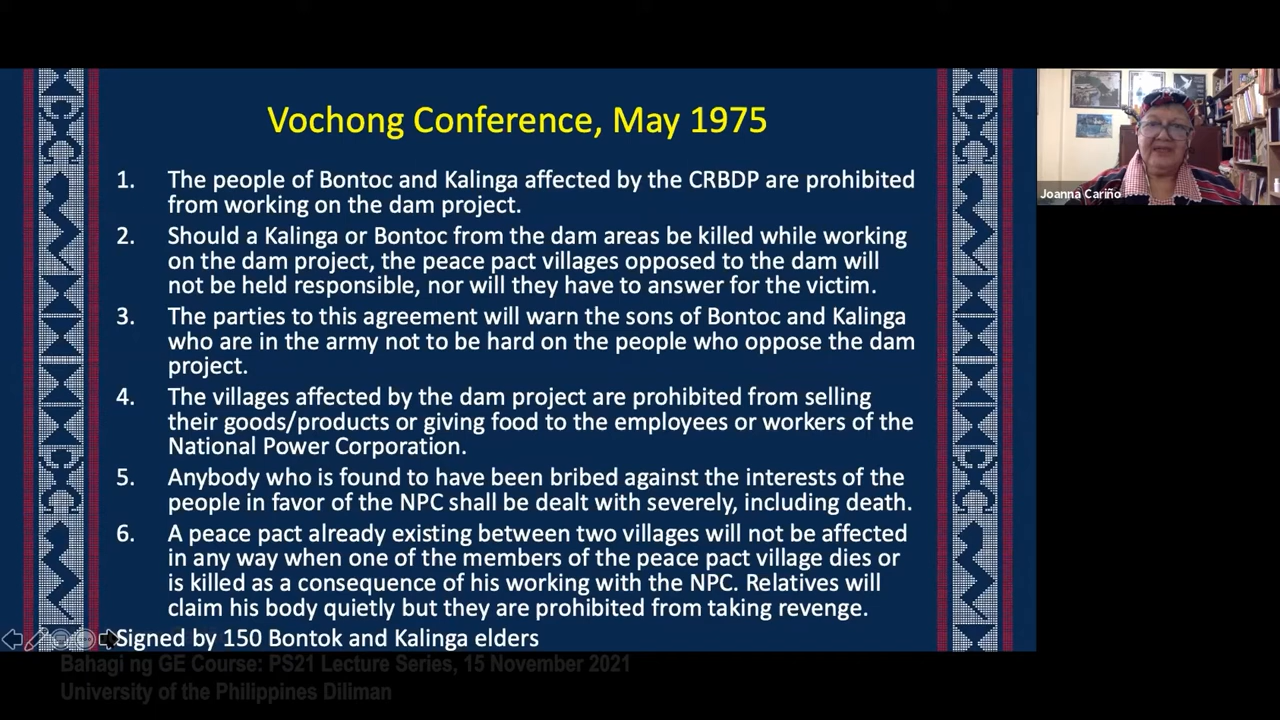 Vochong Conference, May 1975
1. The people of Bontoc and Kalinga affected by the CRBDP are prohibited
from working on the dam project.
2. Should a Kalinga or Bontoc from the dam areas be killed while working
on the dam project, the peace pact villages opposed to the dam will
not be held responsible, nor will they have to answer for the victim.
3. The parties to this agreement will warn the sons of Bontoc and Kalinga
who are in the army not to be hard on the people who oppose the dam
project.
4. The villages affected by the dam project are prohibited from selling
their goods/products or giving food to the employees or workers of the
National Power Corporation.
5. Anybody who is found to have been bribed against the interests of the
people in favor of the NPC shall be dealt with severely, including death.
6. A peace pact already existing between two villages will not be affected
in any way when one of the members of the peace pact village dies or
is killed as a consequence of his working with the NPC. Relatives will
claim his body quietly but they are prohibited from taking revenge.
Signed by 150 Bontok and Kalinga elders
Joanna Cariño
Bahagi ng GE Course: PS21 Lecture Series, 15 November 2021
University of the Philippines Diliman